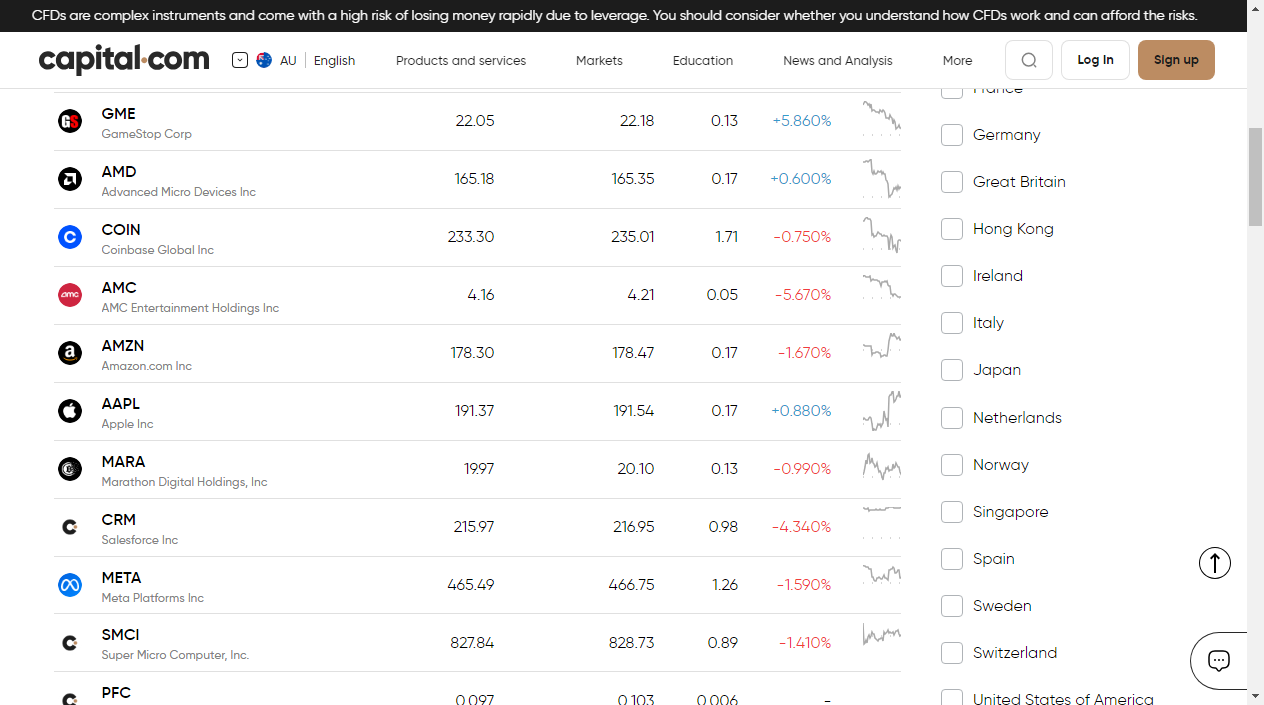 CFDs are complex instruments and come with a high risk of losing money rapidly due to leverage. You should consider whether you understand how CFDs work and can afford the risks.
capital.com AU English Products and services Markets Education News and Analysis More Log In Sign up
GME 22.05 22.18 0.13 +5.860%
GameStop Corp
AMD 165.18 165.35 0.17 +0.600%
Advanced Micro Devices Inc
COIN 233.30 235.01 1.71 -0.750%
Coinbase Global Inc
AMC 4.16 4.21 0.05 -5.670%
AMC Entertainment Holdings Inc
AMZN 178.30 178.47 0.17 -1.670%
Amazon.com Inc
AAPL 191.37 191.54 0.17 +0.880%
Apple Inc
MARA 19.97 20.10 0.13 -0.990%
Marathon Digital Holdings, Inc
CRM 215.97 216.95 0.98 -4.340%
Salesforce Inc
META 465.49 466.75 1.26 -1.590%
Meta Platforms Inc
SMCI 827.84 828.73 0.89 -1.410%
Super Micro Computer, Inc.
PFC 0.097 0.103 0.006 -
France
Germany
Great Britain
Hong Kong
Ireland
Italy
Japan
Netherlands
Norway
Singapore
Spain
Sweden
Switzerland
United States of America